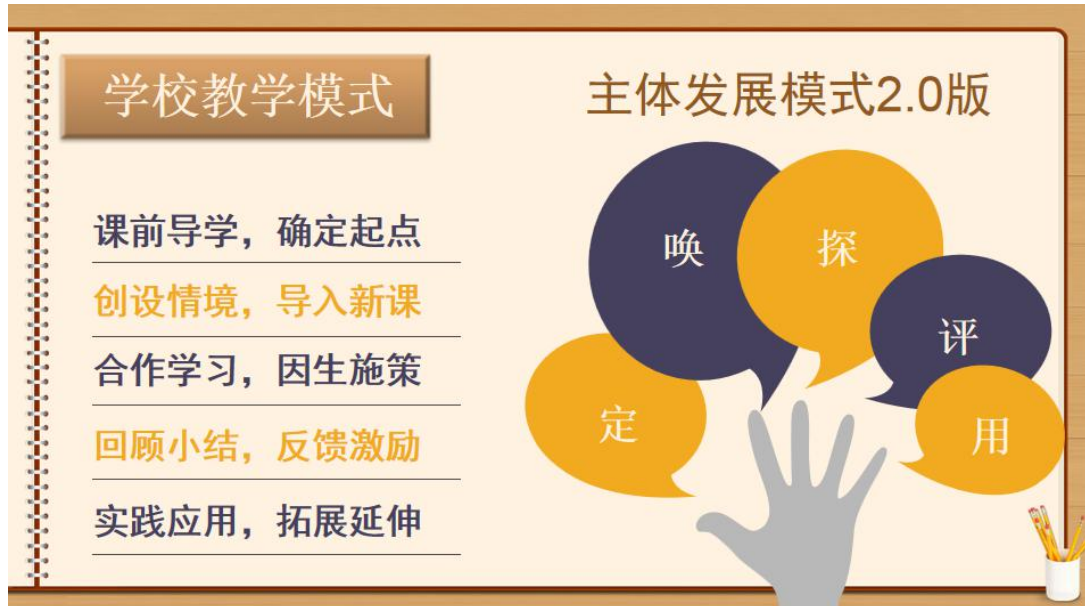 学校教学模式
主体发展模式2.0版
课前导学，确定起点
创设情境，导入新课
合作学习，因生施策
回顾小结，反馈激励
实践应用，拓展延伸
定
唤
探
评
用